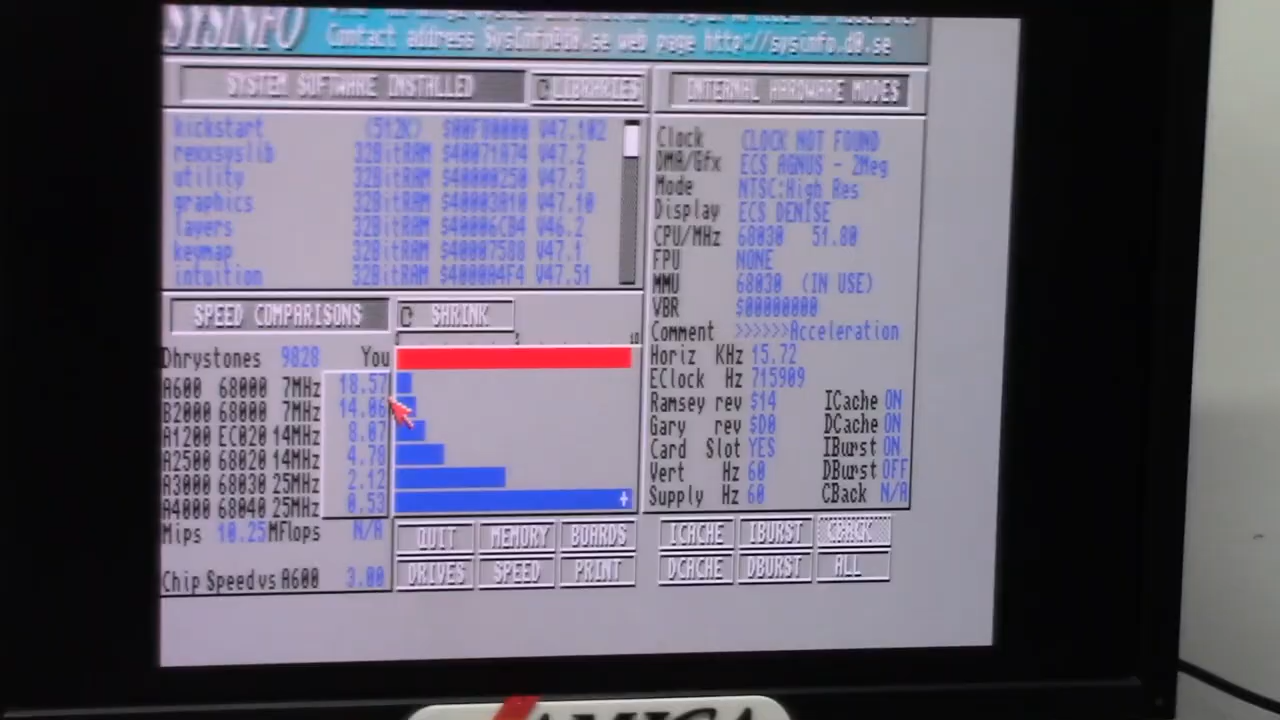 SYSINFO
Contact address SysInfo@d0.se web page http://sysinfo.d0.se
SYSTEM SOFTWARE INSTALLED
LIBRARIES
kickstart (512K) $00F80000 V47.102
rexxsyslib 32BitRAM $40071A74 V47.2
utility 32BitRAM $40000250 V47.3
graphics 32BitRAM $40003810 V47.10
layers 32BitRAM $40006CB4 V46.2
keymap 32BitRAM $40007588 V47.1
intuition 32BitRAM $4000A4F4 V47.51
INTERNAL HARDWARE MODES
Clock CLOCK NOT FOUND
DMA/Gfx ECS AGNUS - 2Meg
Mode NTSC:High Res
Display ECS DENISE
CPU/MHz 68030 51.80
FPU NONE
MMU 68030 (IN USE)
VBR $00000000
Comment >>>>>>Acceleration
Horiz KHz 15.72
EClock Hz 715909
Ramsey rev $14 ICache ON
Gary rev $D0 DCache ON
Card Slot YES IBurst ON
Vert Hz 60 DBurst OFF
Supply Hz 60 CBack N/A
SPEED COMPARISONS
SHRINK
Dhrystones 9828 You
A600 68000 7MHz 18.57
B2000 68000 7MHz 14.06
A1200 EC020 14MHz 8.07
A2500 68020 14MHz 4.78
A3000 68030 25MHz 2.12
A4000 68040 25MHz 0.53
Mips 10.25 MFlops N/A
Chip Speed vs A600 3.00
QUIT MEMORY BOARDS
DRIVES SPEED PRINT
ICACHE IBURST CBACK
DCACHE DBURST ALL
AMIGA